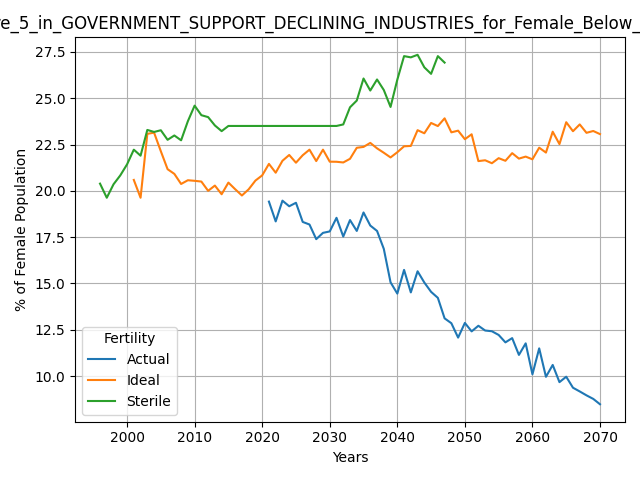 re_5_in_GOVERNMENT_SUPPORT_DECLINING_INDUSTRIES_for_Female_Below_
% of Female Population
27.5
25.0
22.5
20.0
17.5
15.0
12.5
10.0
Fertility
Actual
Ideal
Sterile
2000 2010 2020 2030 2040 2050 2060 2070
Years